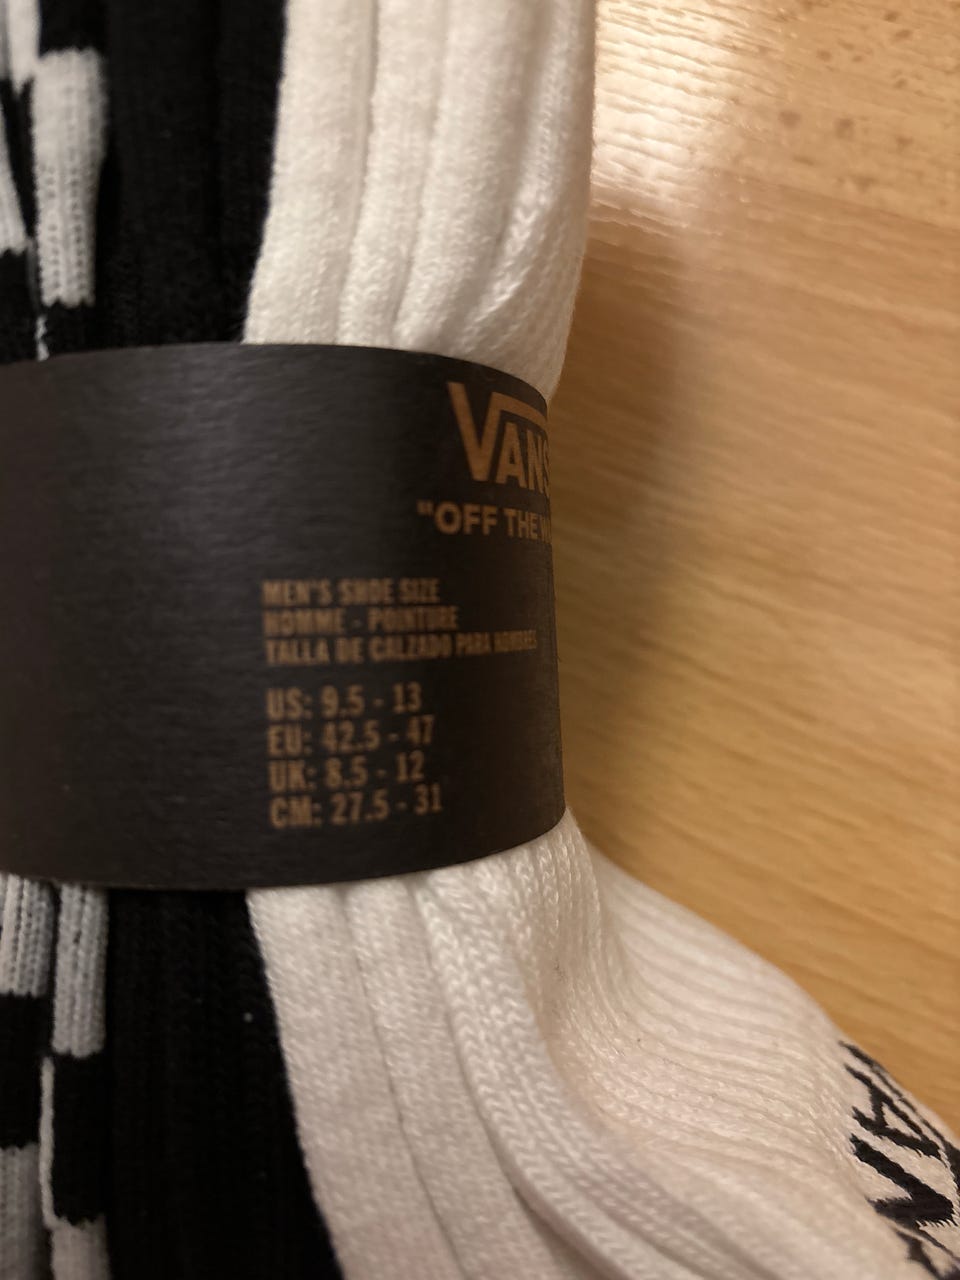 VANS
"OFF THE W
MEN'S SHOE SIZE
HOMME - POINTURE
TALLA DE CALZADO PARA HOMBRES
US: 9.5 - 13
EU: 42.5 - 47
UK: 8.5 - 12
CM: 27.5 - 31
VAN